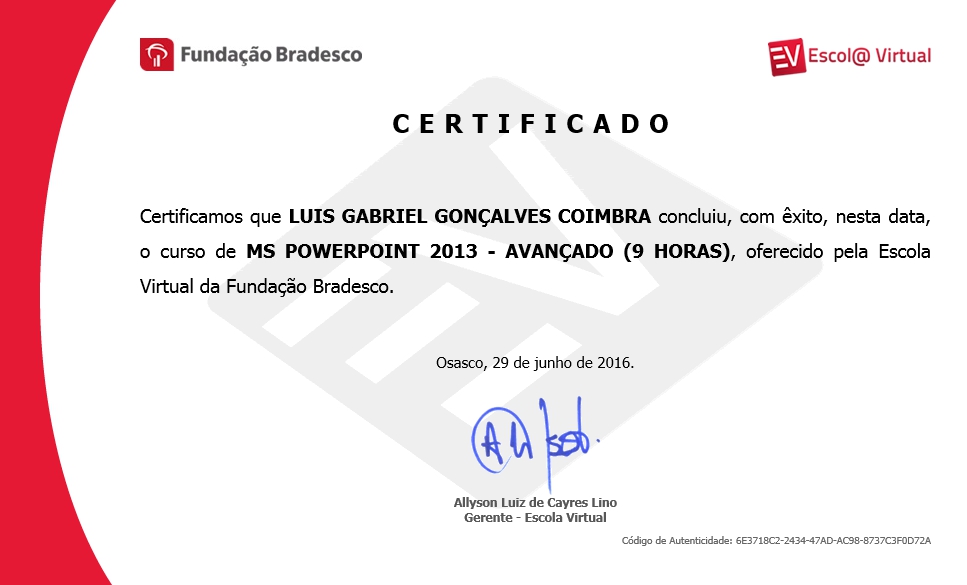 Fundação Bradesco
EV Escol@ Virtual
CERTIFICADO
Certificamos que LUIS GABRIEL GONÇALVES COIMBRA concluiu, com êxito, nesta data,
o curso de MS POWERPOINT 2013 - AVANÇADO (9 HORAS), oferecido pela Escola
Virtual da Fundação Bradesco.
Osasco, 29 de junho de 2016.
Allyson Luiz de Cayres Lino
Gerente - Escola Virtual
Código de Autenticidade: 6E3718C2-2434-47AD-AC98-8737C3F0D72A